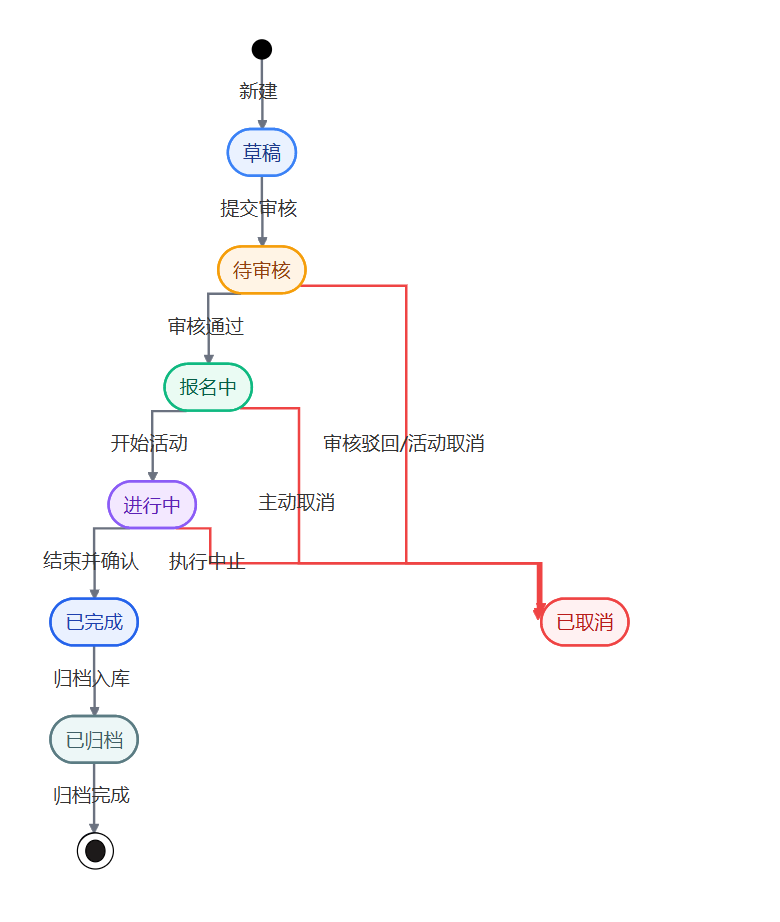 新建
草稿
提交审核
待审核
审核通过
报名中
开始活动
审核驳回/活动取消
主动取消
进行中
结束并确认
执行中止
已完成
已取消
归档入库
已归档
归档完成